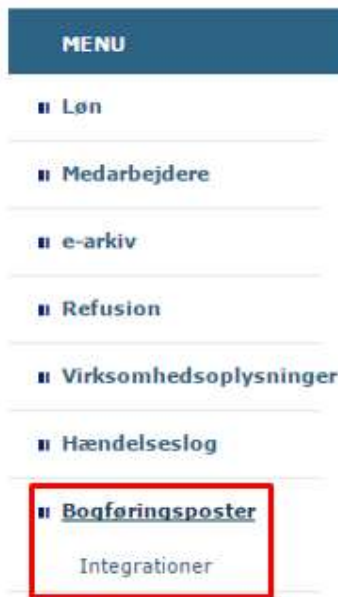 MENU
Løn
Medarbejdere
e-arkiv
Refusion
Virksomhedsoplysninger
Hændelseslog
Bogføringsposter
Integrationer